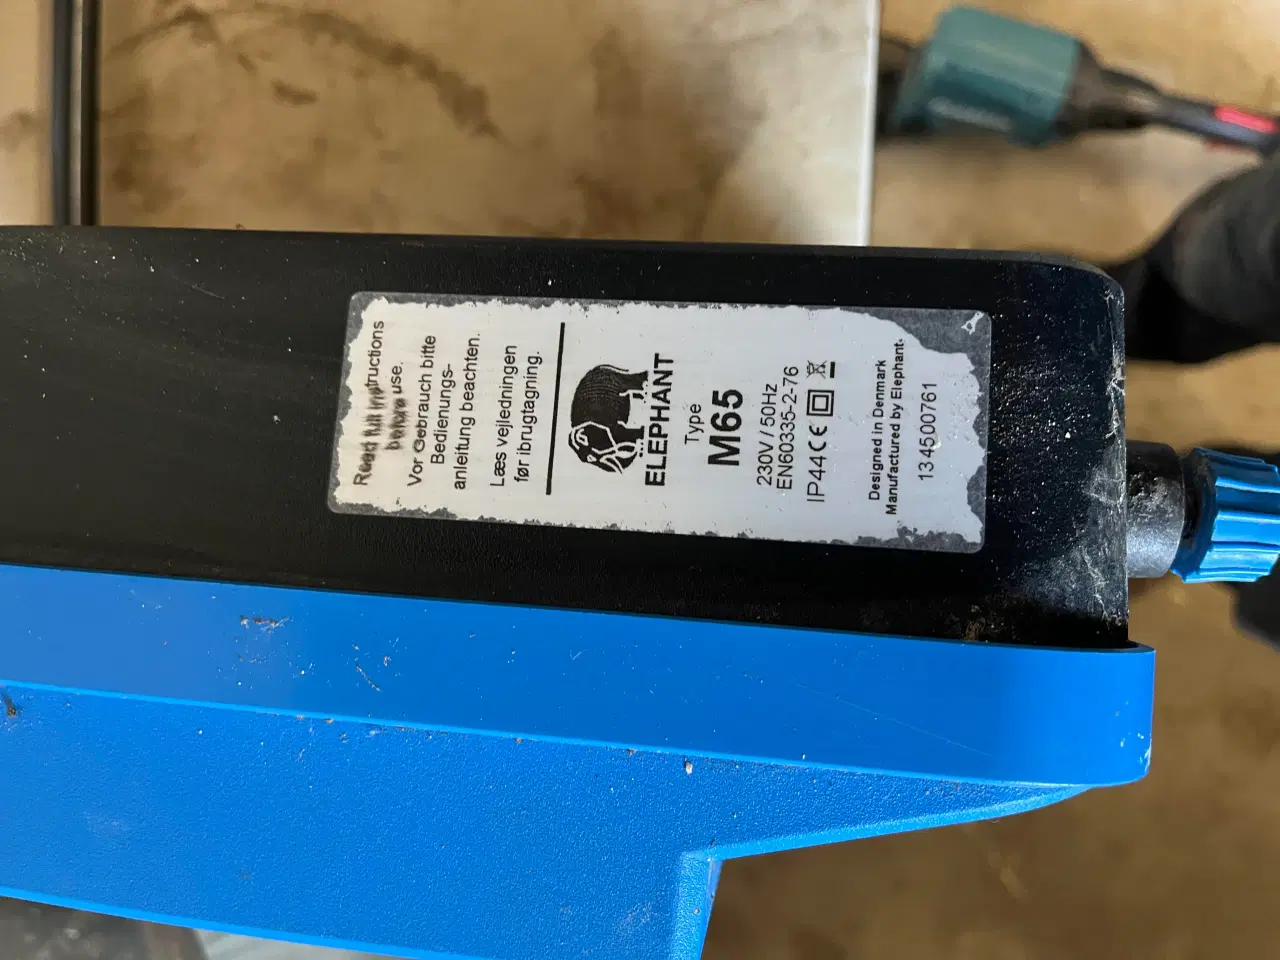 Read full instructions
before use.
Vor Gebrauch bitte
Bedienungs-
anleitung beachten.
Læs vejledningen
før ibrugtagning.
ELEPHANT
Type
M65
230V / 50Hz
EN60335-2-76
IP44 CE
Designed in Denmark
Manufactured by Elephant.
134500761